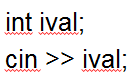 int ival;
cin >> ival;